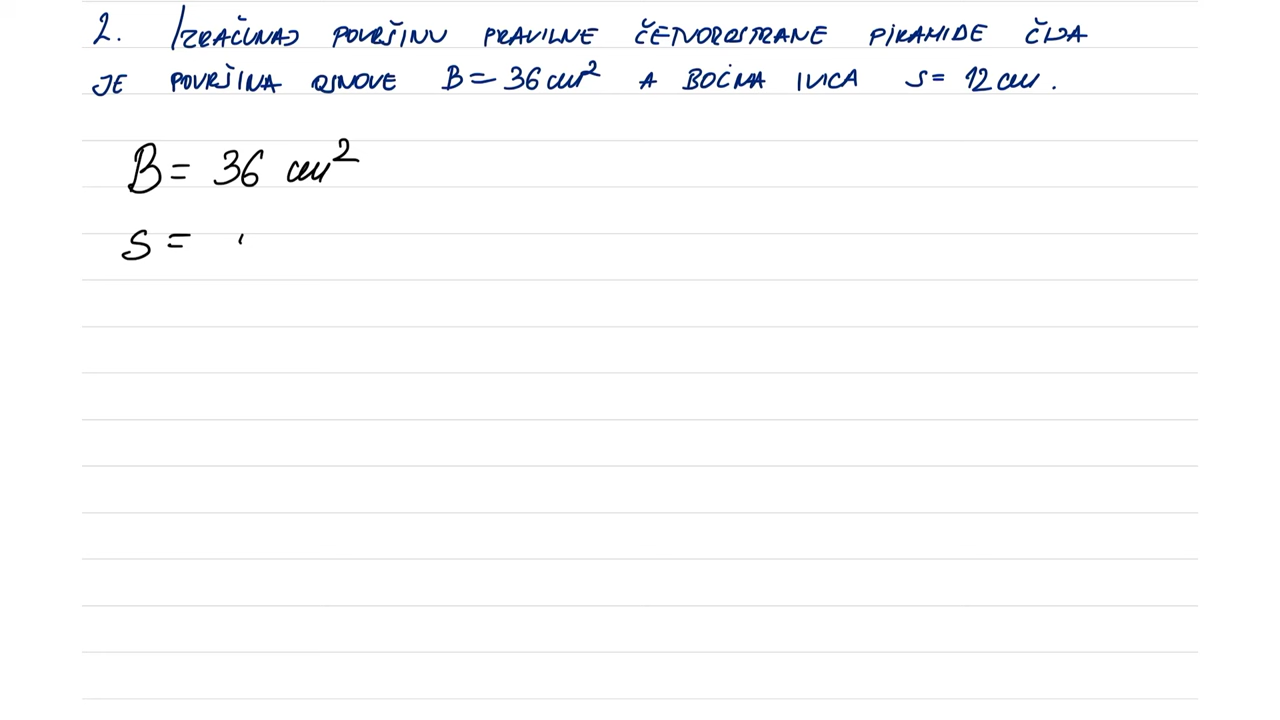 2. IZRAČUNAJ POVRŠINU PRAVILNE ČETVOROSTRANE PIRAMIDE ČIJA
JE POVRŠINA OSNOVE B = 36 cm² A BOČNA IVICA s = 12 cm.
B = 36 cm²
s =